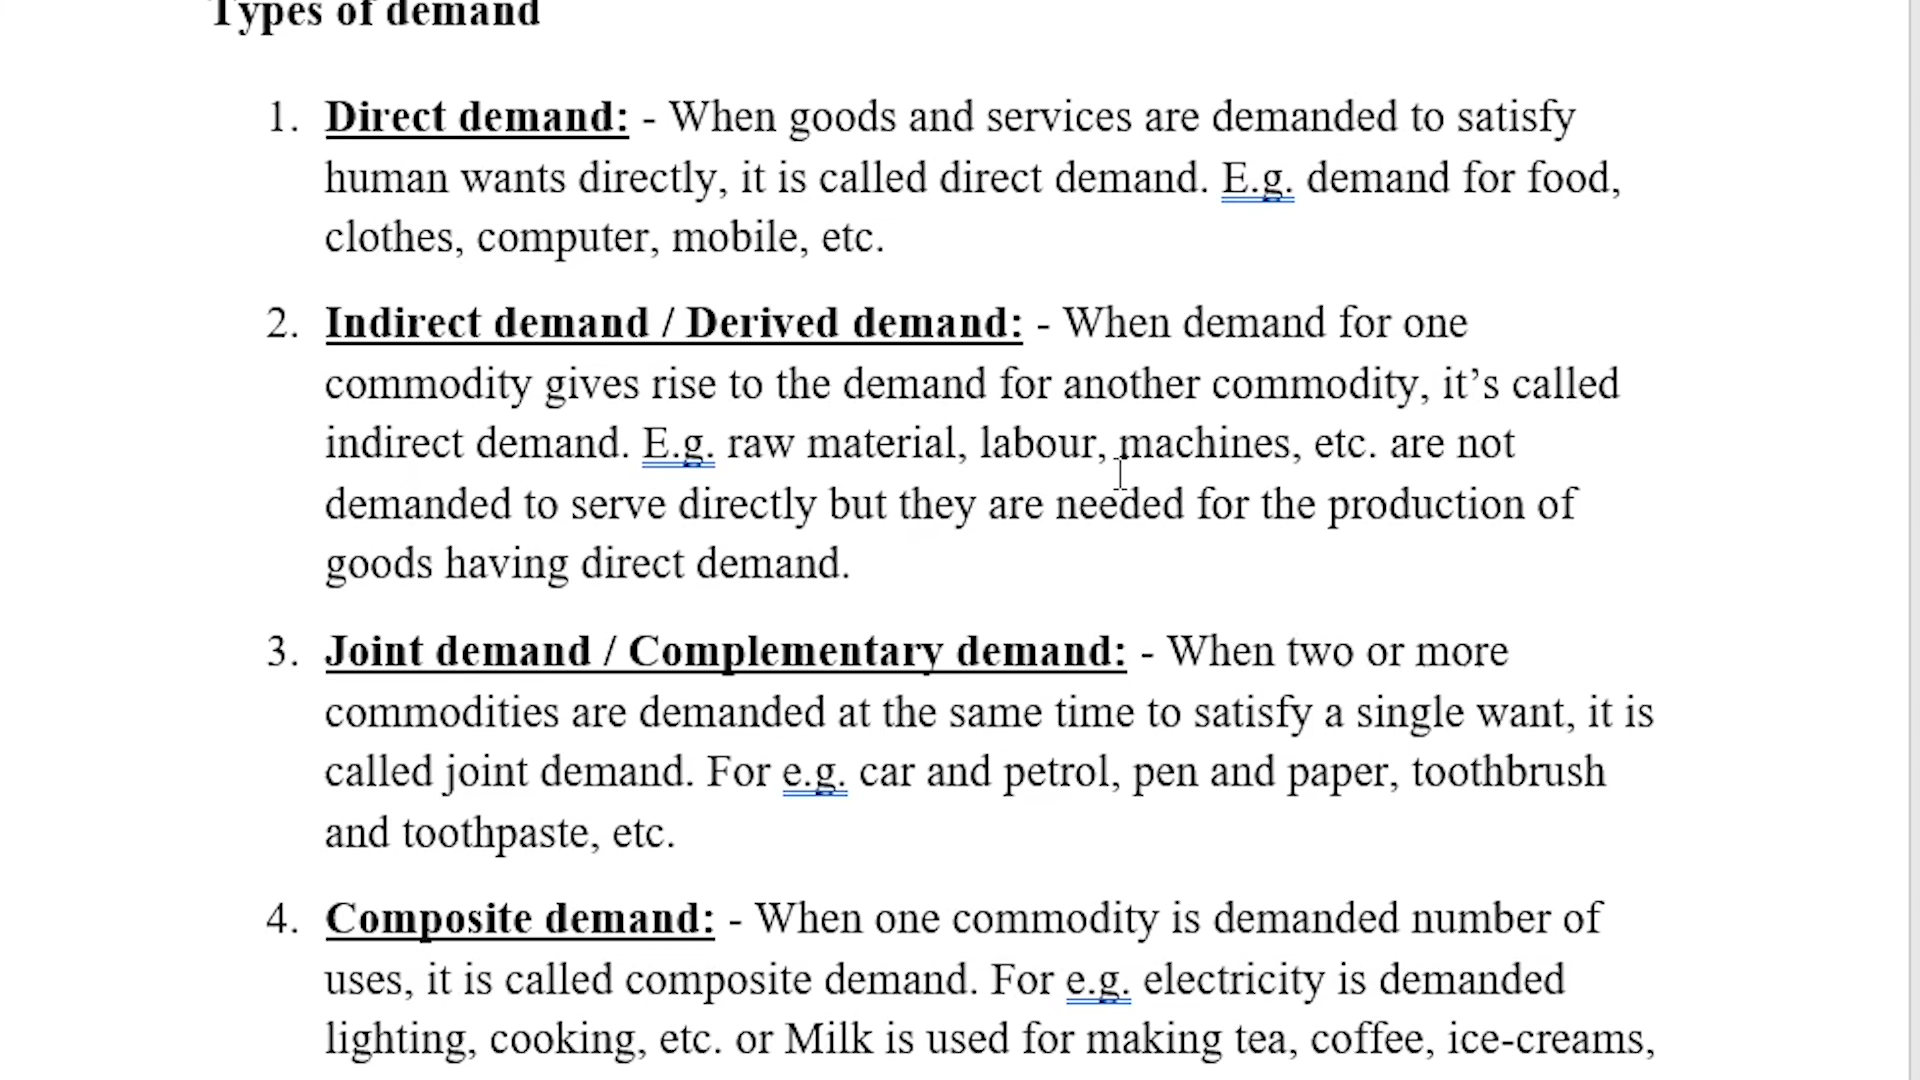 Types of demand
1. Direct demand: - When goods and services are demanded to satisfy
human wants directly, it is called direct demand. E.g. demand for food,
clothes, computer, mobile, etc.
2. Indirect demand / Derived demand: - When demand for one
commodity gives rise to the demand for another commodity, it’s called
indirect demand. E.g. raw material, labour, machines, etc. are not
demanded to serve directly but they are needed for the production of
goods having direct demand.
3. Joint demand / Complementary demand: - When two or more
commodities are demanded at the same time to satisfy a single want, it is
called joint demand. For e.g. car and petrol, pen and paper, toothbrush
and toothpaste, etc.
4. Composite demand: - When one commodity is demanded number of
uses, it is called composite demand. For e.g. electricity is demanded
lighting, cooking, etc. or Milk is used for making tea, coffee, ice-creams,